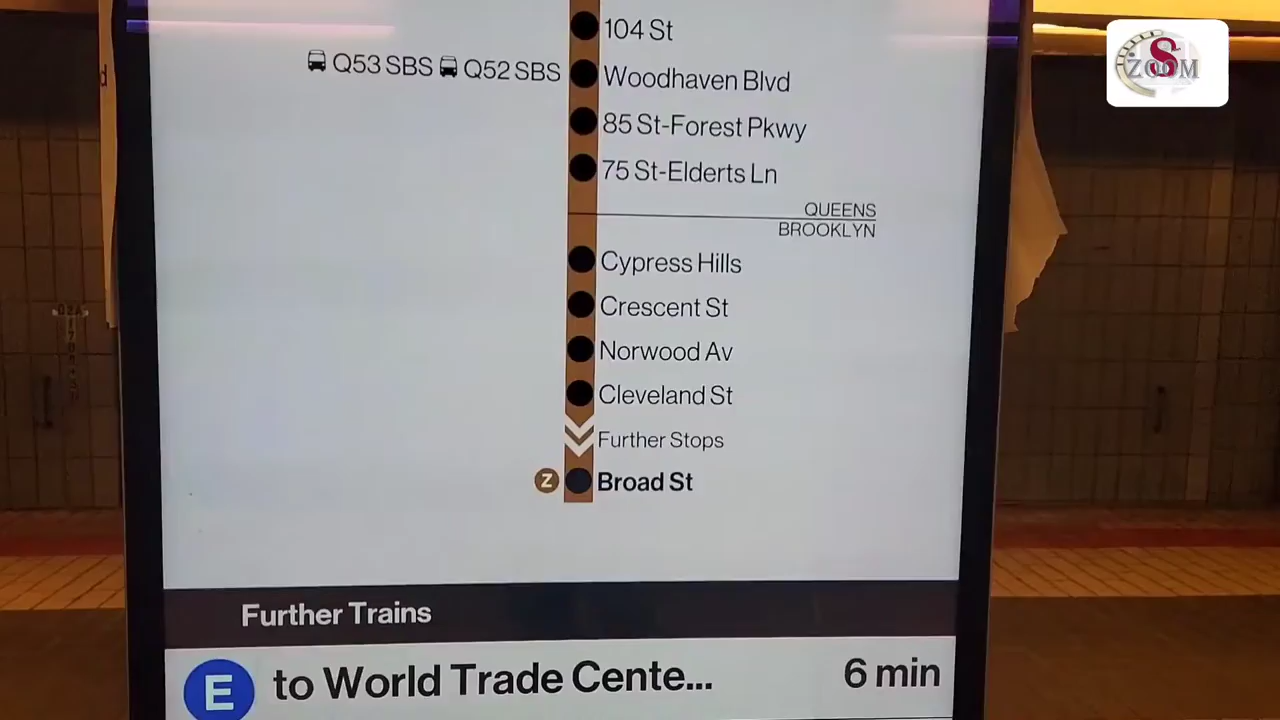 104 St
Q53 SBS Q52 SBS Woodhaven Blvd
85 St-Forest Pkwy
75 St-Elderts Ln
QUEENS
BROOKLYN
Cypress Hills
Crescent St
Norwood Av
Cleveland St
Further Stops
Z Broad St
Further Trains
E to World Trade Cente... 6 min
S
ZOOM